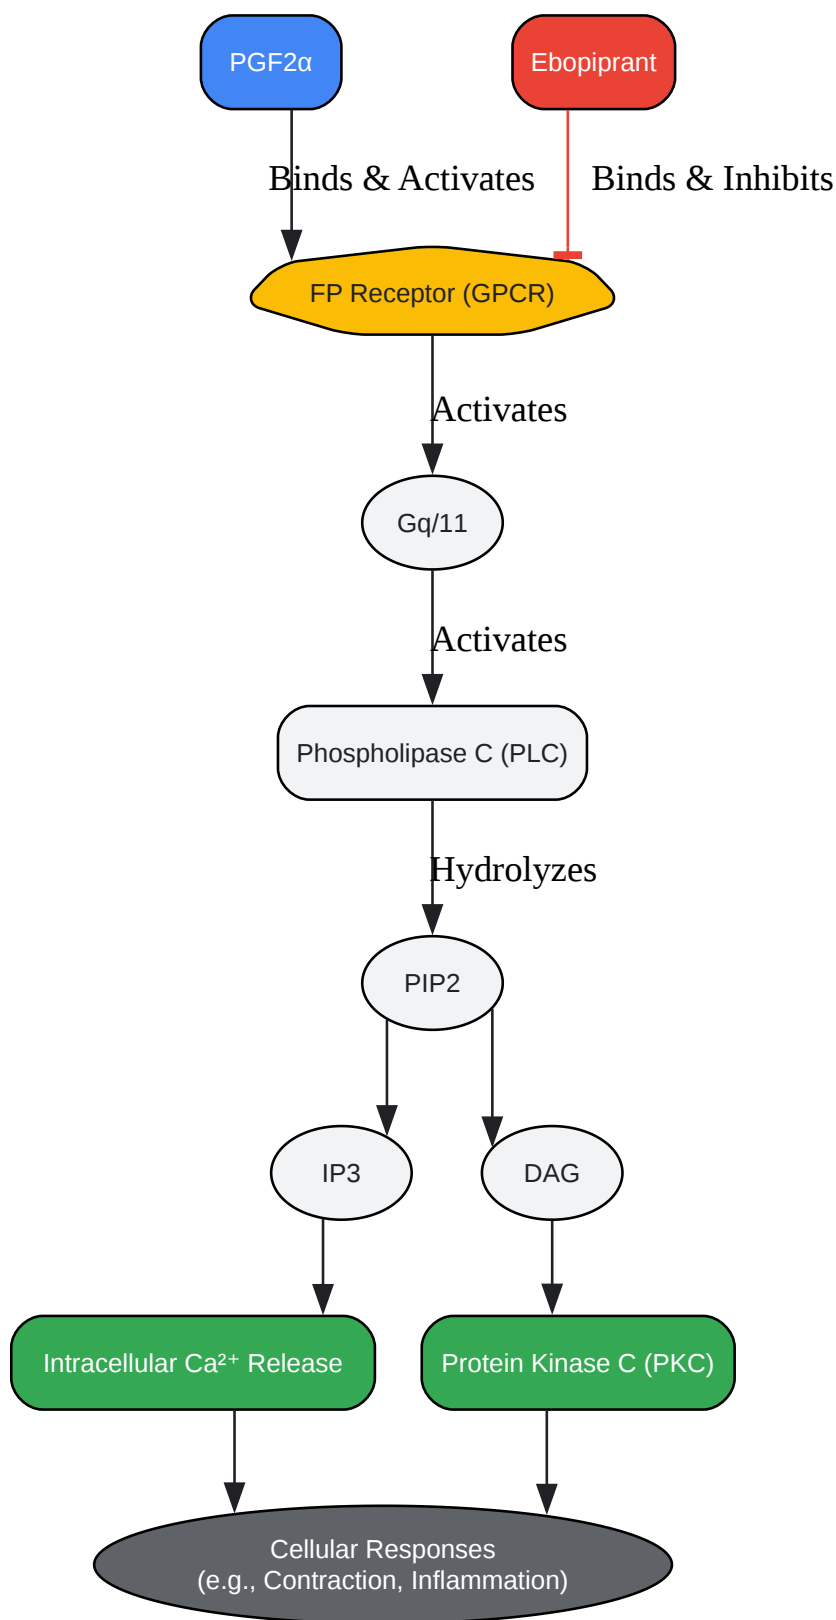 PGF2α
Ebopiprant
Binds & Activates
Binds & Inhibits
FP Receptor (GPCR)
Activates
Gq/11
Activates
Phospholipase C (PLC)
Hydrolyzes
PIP2
IP3
DAG
Intracellular Ca²⁺ Release
Protein Kinase C (PKC)
Cellular Responses
(e.g., Contraction, Inflammation)